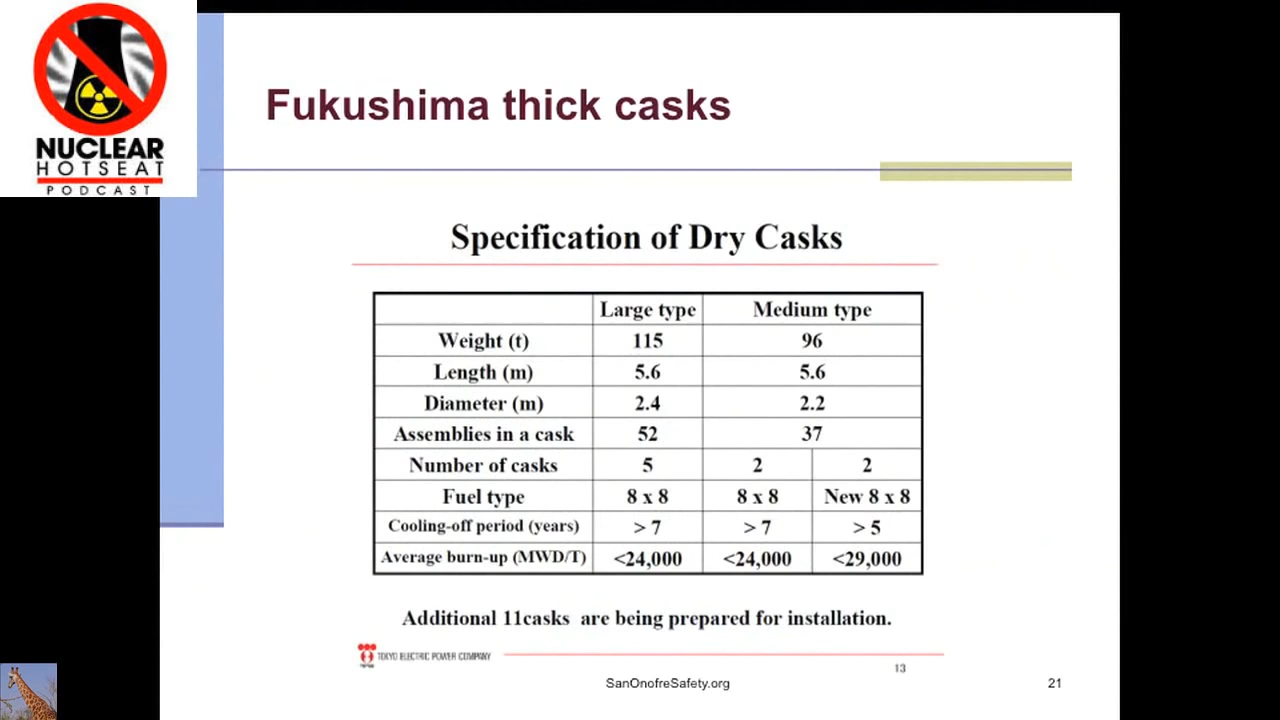 NUCLEAR
HOTSEAT
PODCAST
Fukushima thick casks
Specification of Dry Casks
Large type Medium type
Weight (t) 115 96
Length (m) 5.6 5.6
Diameter (m) 2.4 2.2
Assemblies in a cask 52 37
Number of casks 5 2 2
Fuel type 8 x 8 8 x 8 New 8 x 8
Cooling-off period (years) > 7 > 7 > 5
Average burn-up (MWD/T) <24,000 <24,000 <29,000
Additional 11casks are being prepared for installation.
TOKYO ELECTRIC POWER COMPANY
13
SanOnofreSafety.org 21